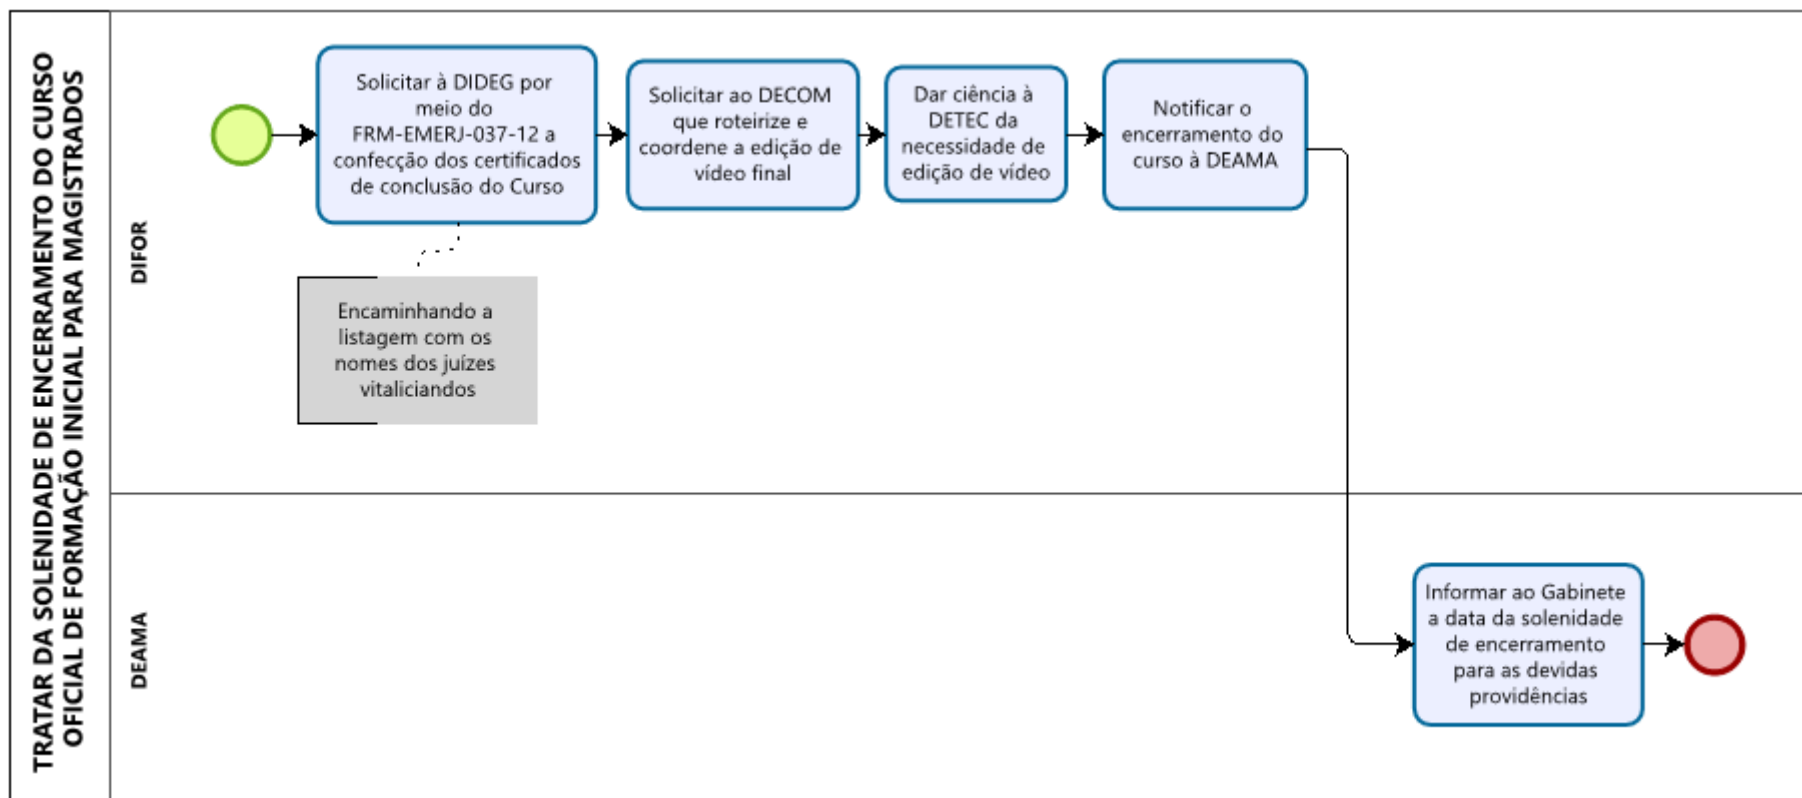 TRATAR DA SOLENIDADE DE ENCERRAMENTO DO CURSO
OFICIAL DE FORMAÇÃO INICIAL PARA MAGISTRADOS
DIFOR
Solicitar à DIDEG por
meio do
FRM-EMERJ-037-12 a
confecção dos certificados
de conclusão do Curso
Solicitar ao DECOM
que roteirize e
coordene a edição de
vídeo final
Dar ciência à
DETEC da
necessidade de
edição de vídeo
Notificar o
encerramento do
curso à DEAMA
Encaminhando a
listagem com os
nomes dos juízes
vitaliciandos
DEAMA
Informar ao Gabinete
a data da solenidade
de encerramento
para as devidas
providências